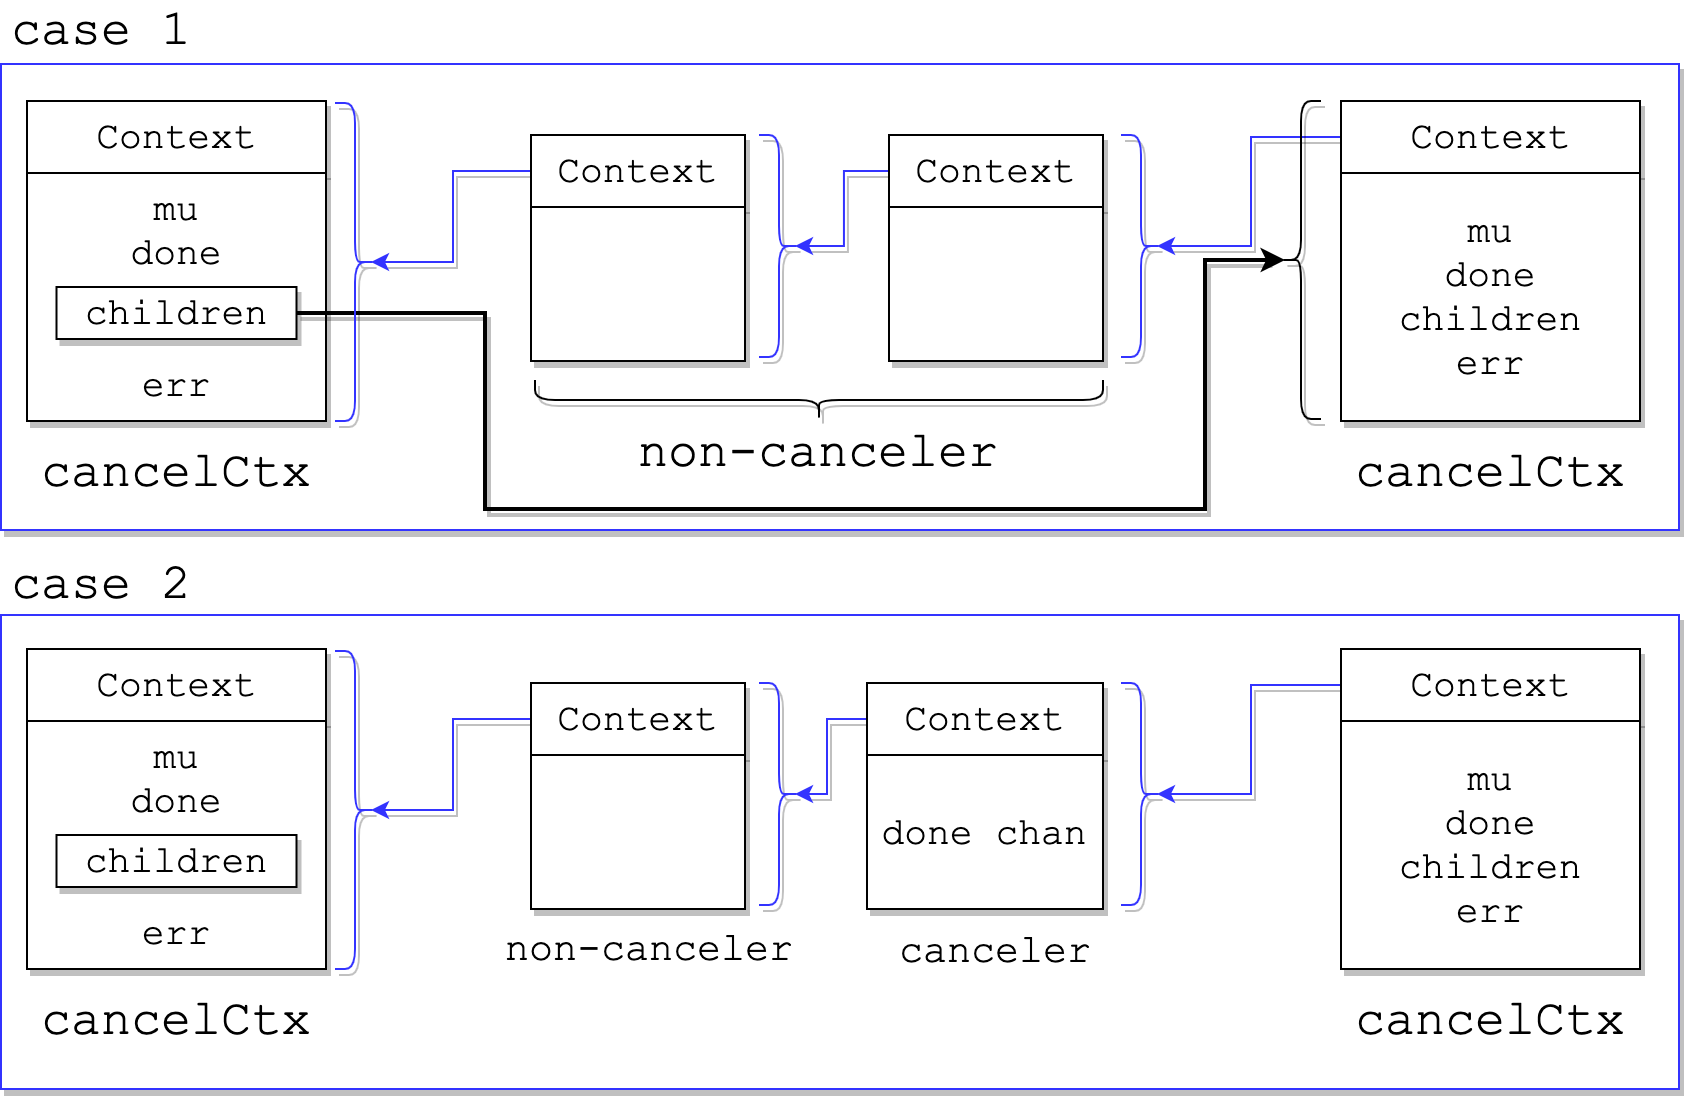 case 1
Context
mu
done
children
err
cancelCtx
Context
Context
non-canceler
Context
mu
done
children
err
cancelCtx
case 2
Context
mu
done
children
err
cancelCtx
Context
non-canceler
Context
done chan
canceler
Context
mu
done
children
err
cancelCtx